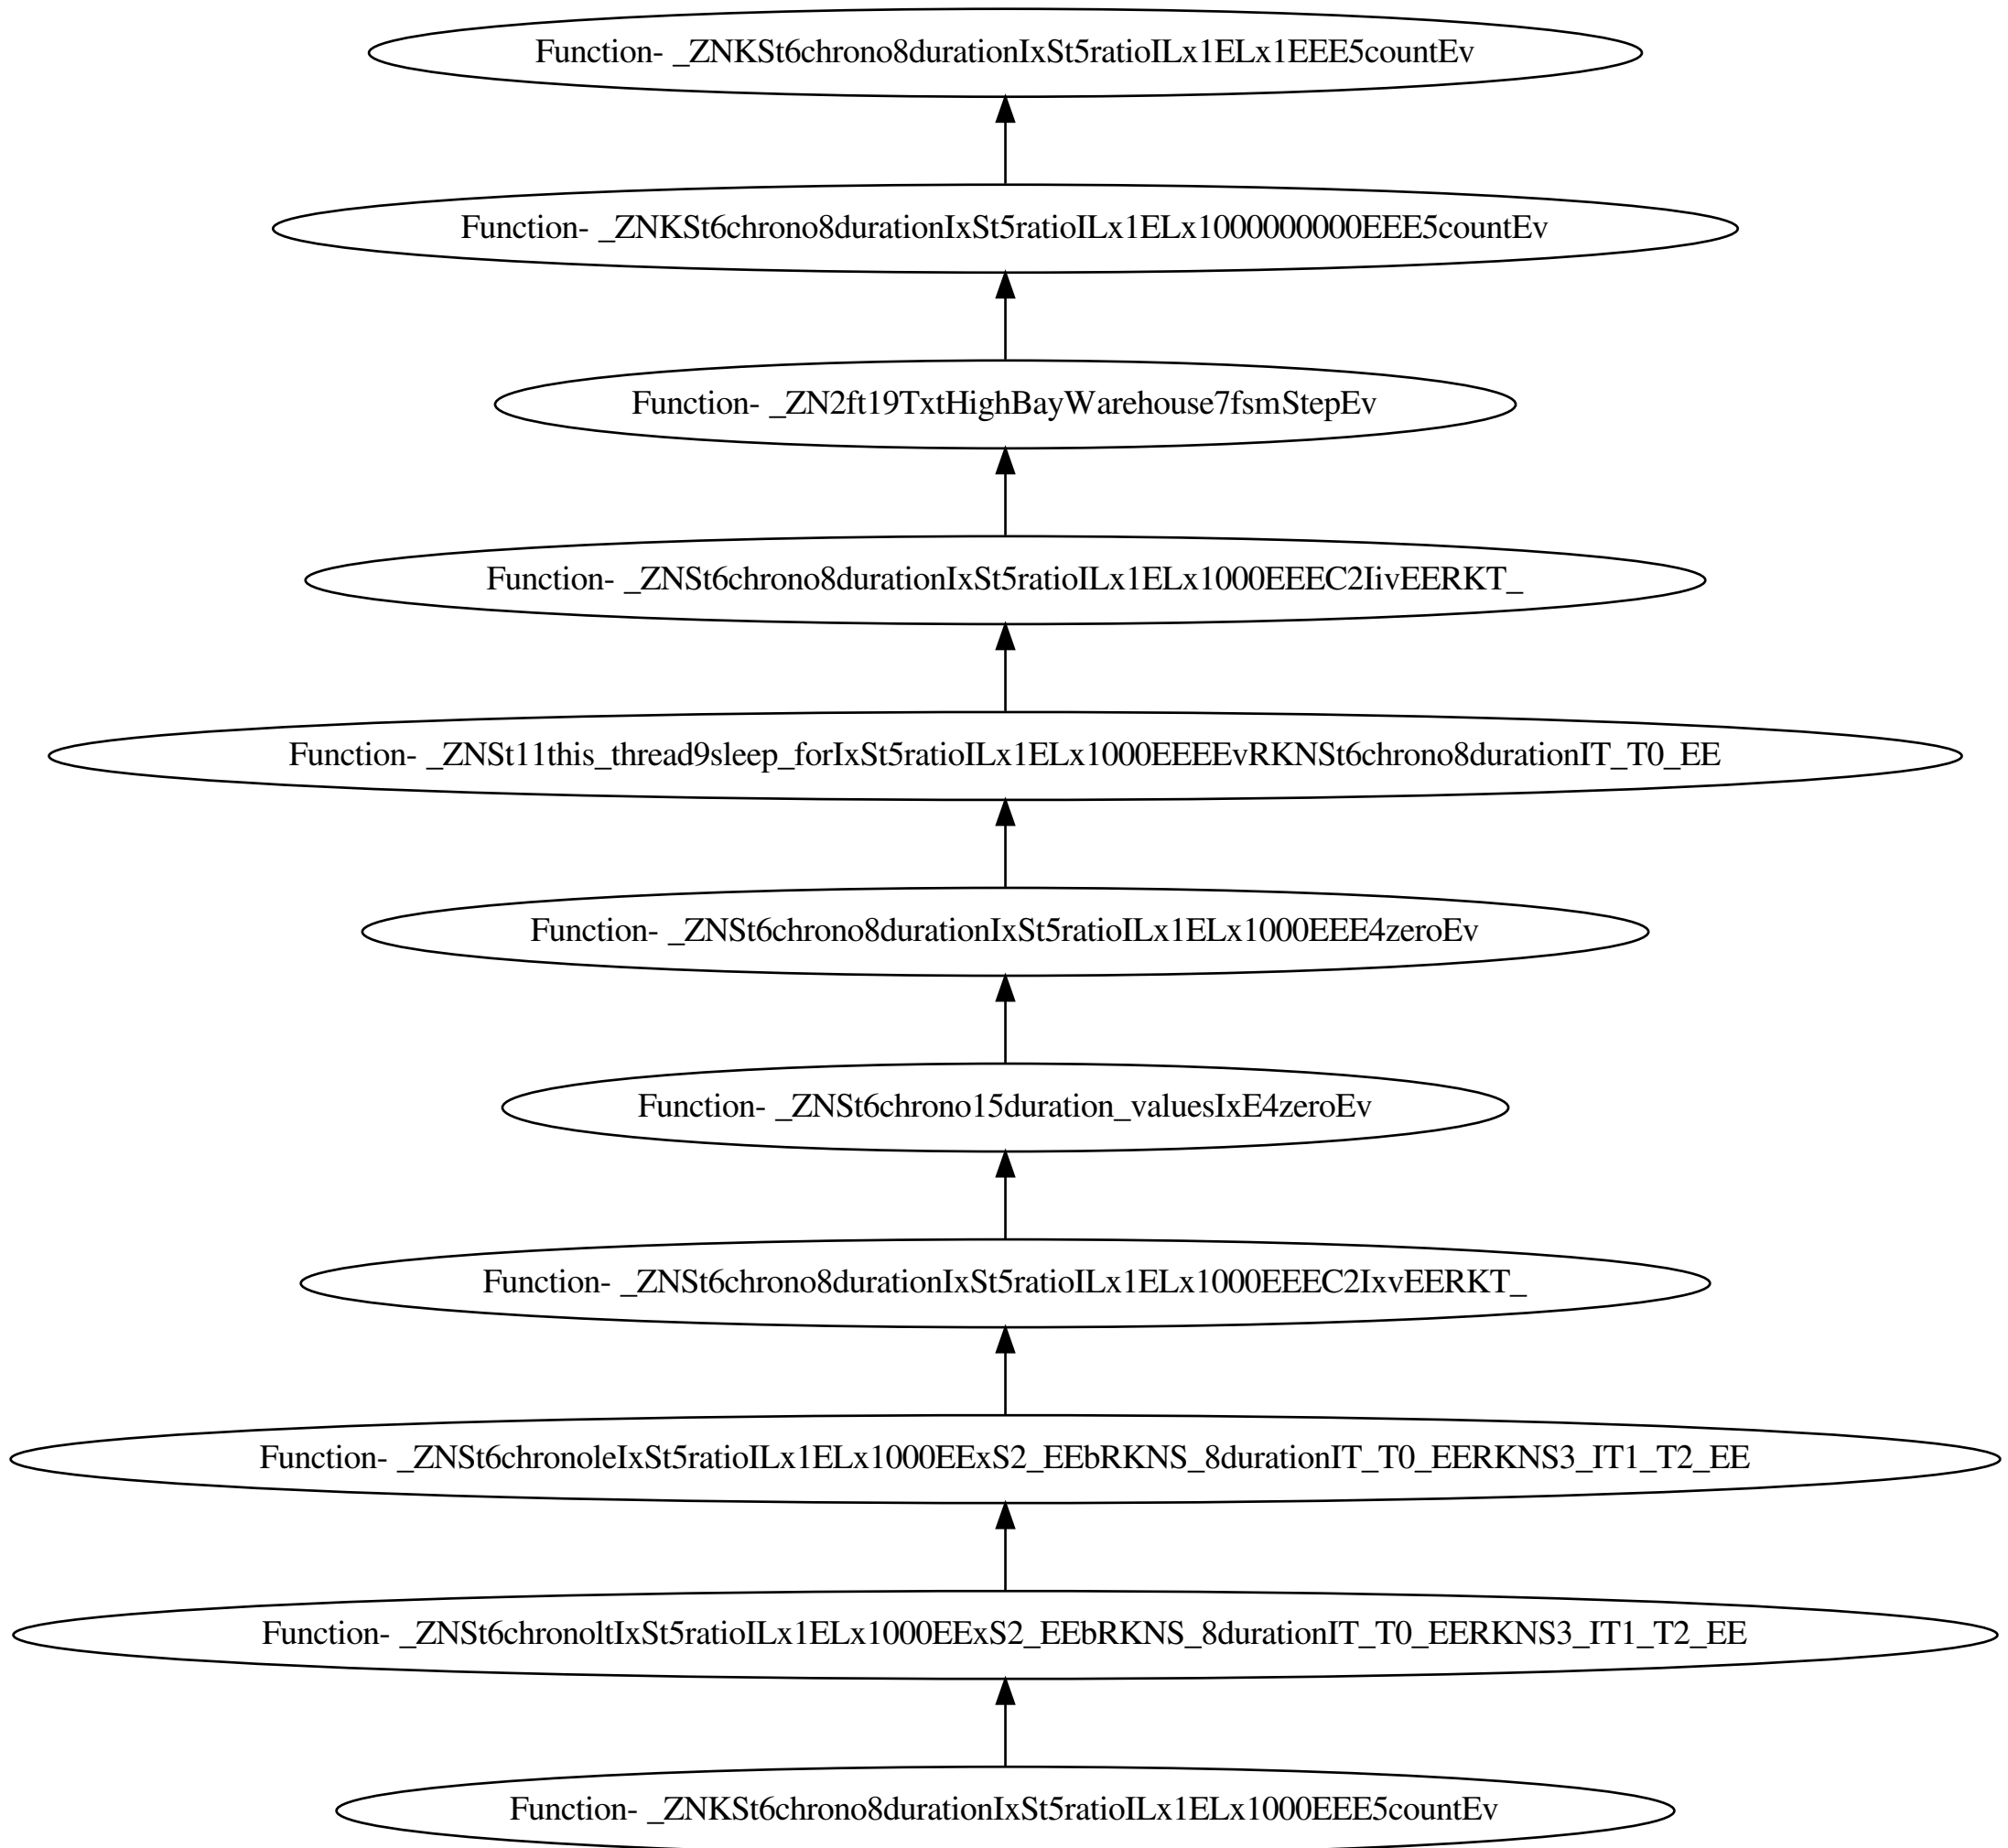 Function- _ZNKSt6chrono8durationIxSt5ratioILx1ELx1EEE5countEv
Function- _ZNKSt6chrono8durationIxSt5ratioILx1ELx1000000000EEE5countEv
Function- _ZN2ft19TxtHighBayWarehouse7fsmStepEv
Function- _ZNSt6chrono8durationIxSt5ratioILx1ELx1000EEEC2IivEERKT_
Function- _ZNSt11this_thread9sleep_forIxSt5ratioILx1ELx1000EEEEvRKNSt6chrono8durationIT_T0_EE
Function- _ZNSt6chrono8durationIxSt5ratioILx1ELx1000EEE4zeroEv
Function- _ZNSt6chrono15duration_valuesIxE4zeroEv
Function- _ZNSt6chrono8durationIxSt5ratioILx1ELx1000EEEC2IxvEERKT_
Function- _ZNSt6chronoleIxSt5ratioILx1ELx1000EExS2_EEbRKNS_8durationIT_T0_EERKNS3_IT1_T2_EE
Function- _ZNSt6chronoltIxSt5ratioILx1ELx1000EExS2_EEbRKNS_8durationIT_T0_EERKNS3_IT1_T2_EE
Function- _ZNKSt6chrono8durationIxSt5ratioILx1ELx1000EEE5countEv